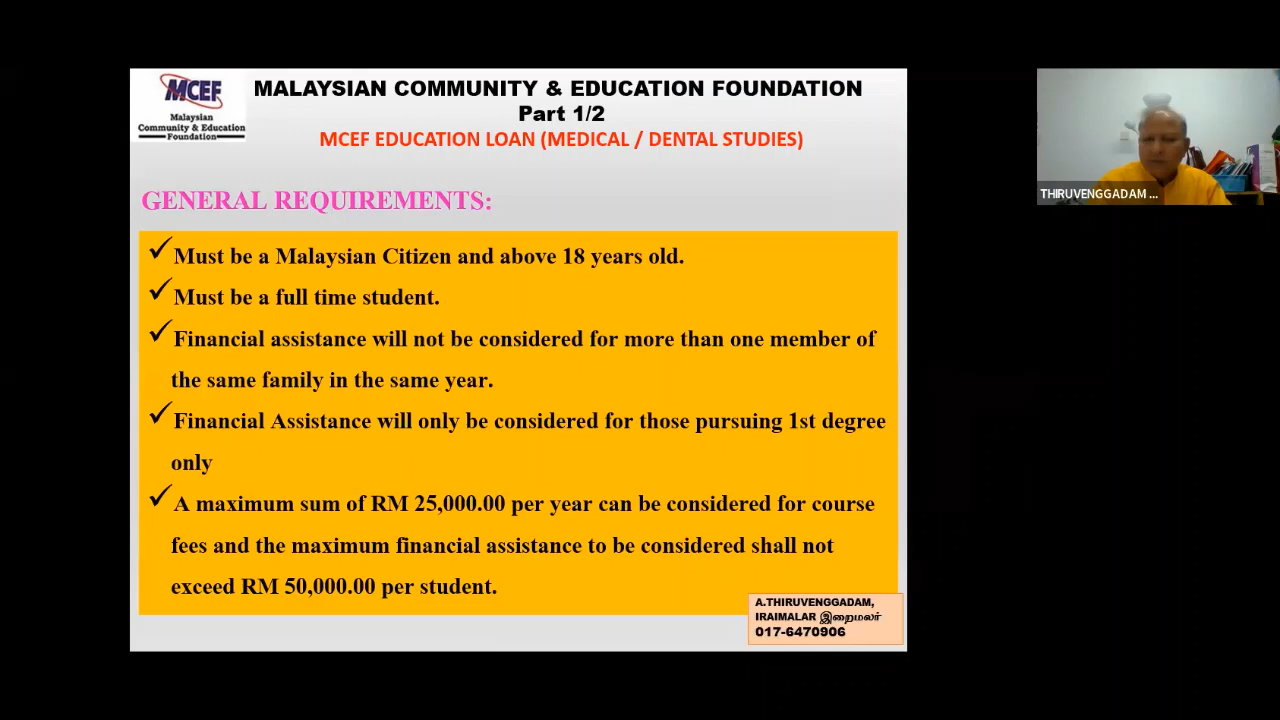 MCEF
Malaysian
Community & Education
Foundation
MALAYSIAN COMMUNITY & EDUCATION FOUNDATION
Part 1/2
MCEF EDUCATION LOAN (MEDICAL / DENTAL STUDIES)
GENERAL REQUIREMENTS:
Must be a Malaysian Citizen and above 18 years old.
Must be a full time student.
Financial assistance will not be considered for more than one member of
the same family in the same year.
Financial Assistance will only be considered for those pursuing 1st degree
only
A maximum sum of RM 25,000.00 per year can be considered for course
fees and the maximum financial assistance to be considered shall not
exceed RM 50,000.00 per student.
A.THIRUVENGGADAM,
IRAIMALAR இறைமலர்
017-6470906
THIRUVENGGADAM ...